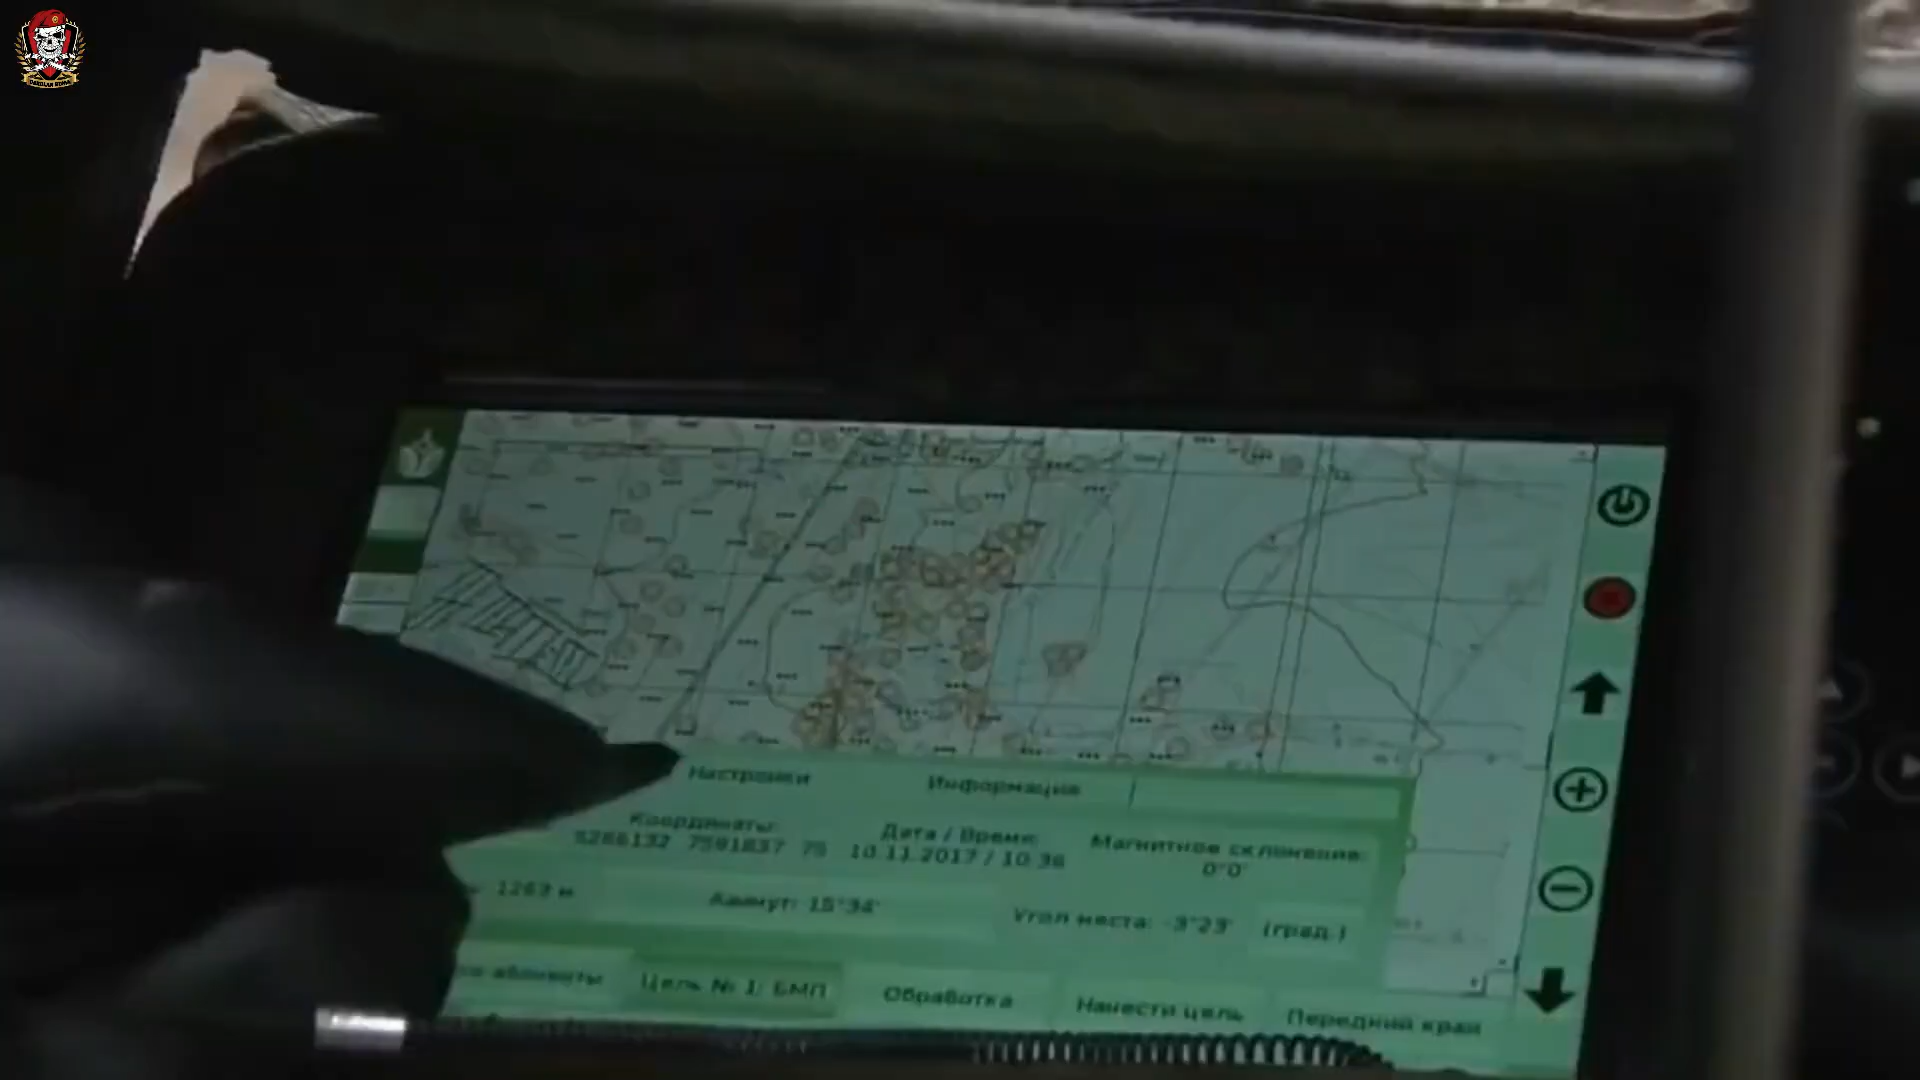 Настройки Информация
Координаты: Дата / Время: Магнитное склонение:
5266132 7591837 75 10.11.2017 / 10:36 0°0'
1263 м Азимут: 15°34' Угол места: -3°23' (град.)
абоненты Цель № 1: БМП Обработка Нанести цель Передний край